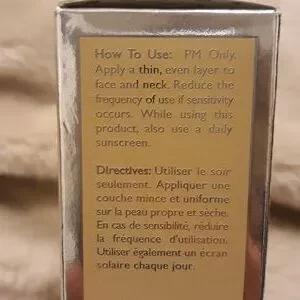 How To Use: PM Only.
Apply a thin, even layer to
face and neck. Reduce the
frequency of use if sensitivity
occurs. While using this
product, also use a daily
sunscreen.
Directives: Utiliser le soir
seulement. Appliquer une
couche mince et uniforme
sur la peau propre et sèche.
En cas de sensibilité, réduire
la fréquence d'utilisation.
Utiliser également un écran
solaire chaque jour.